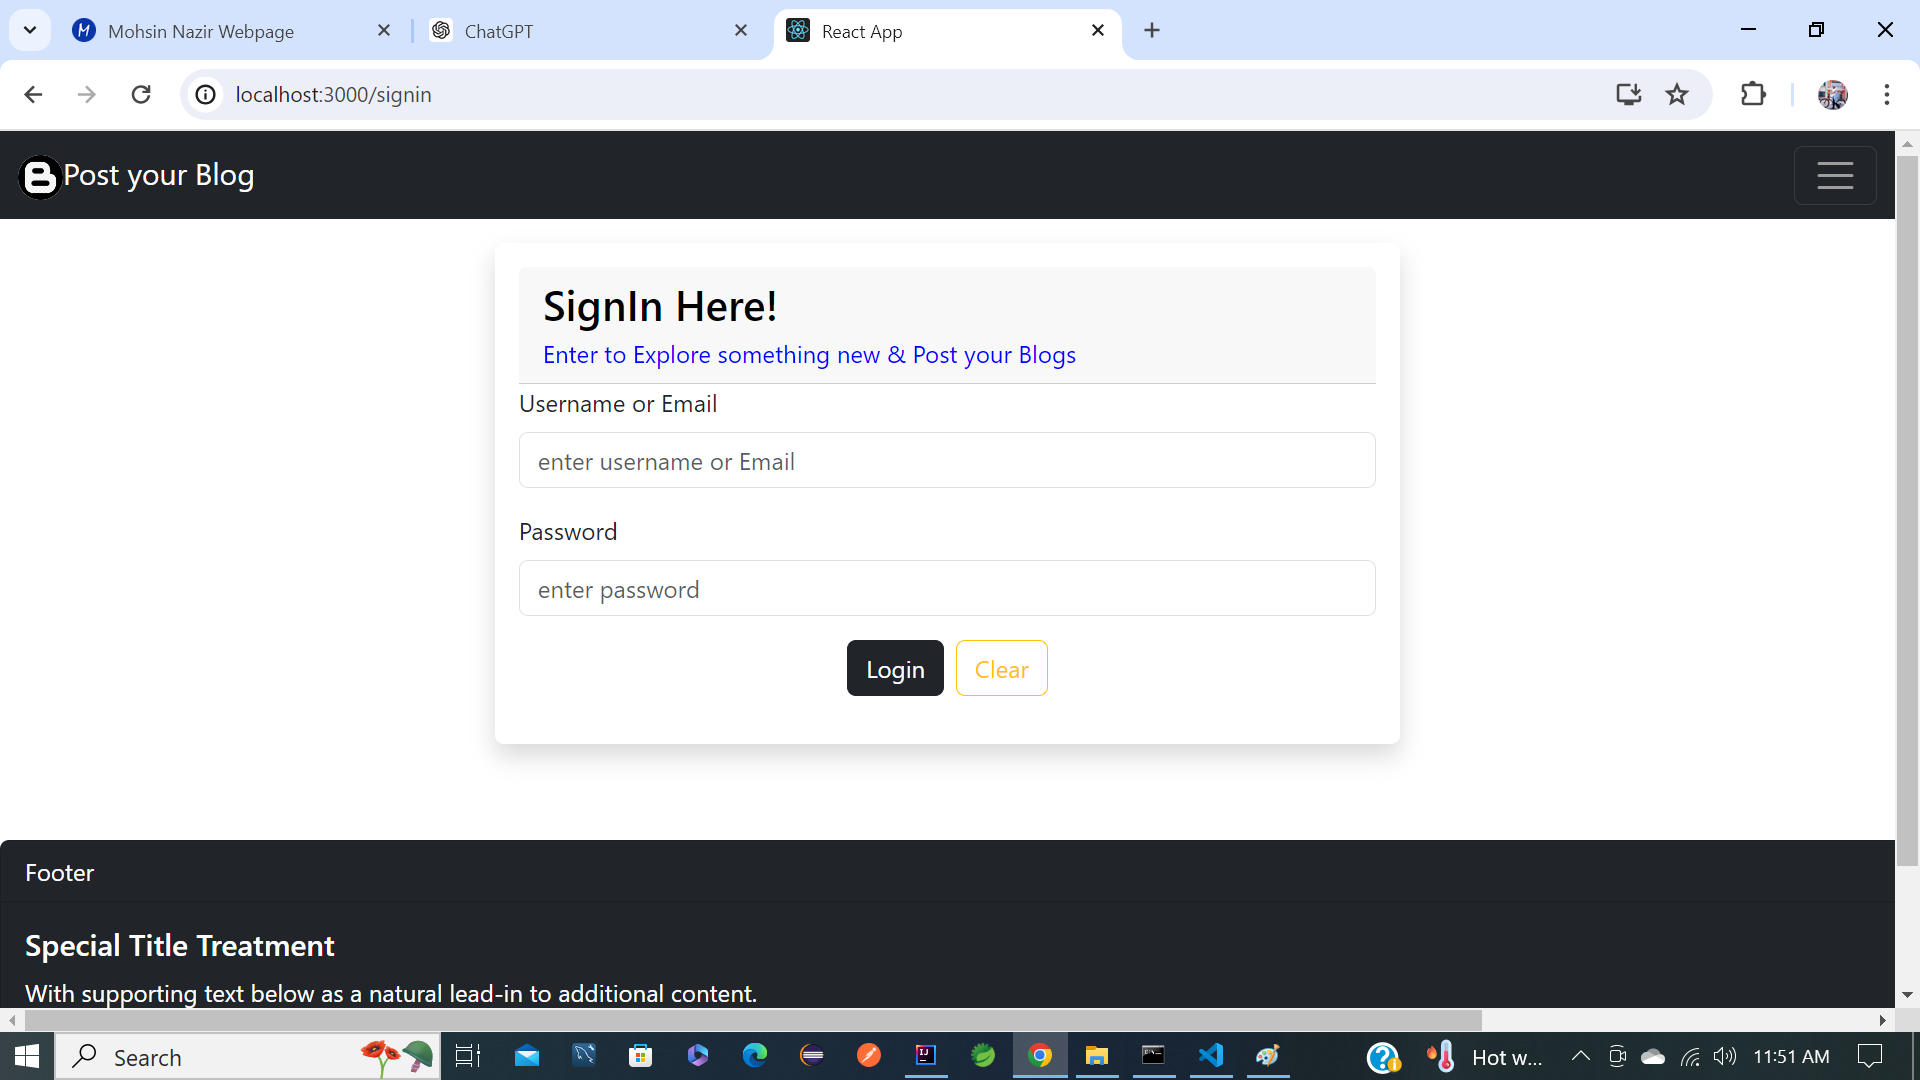 Mohsin Nazir Webpage
ChatGPT
React App
localhost:3000/signin
Post your Blog
SignIn Here!
Enter to Explore something new & Post your Blogs
Username or Email
enter username or Email
Password
enter password
Login
Clear
Footer
Special Title Treatment
With supporting text below as a natural lead-in to additional content.
Search
Hot w...
11:51 AM